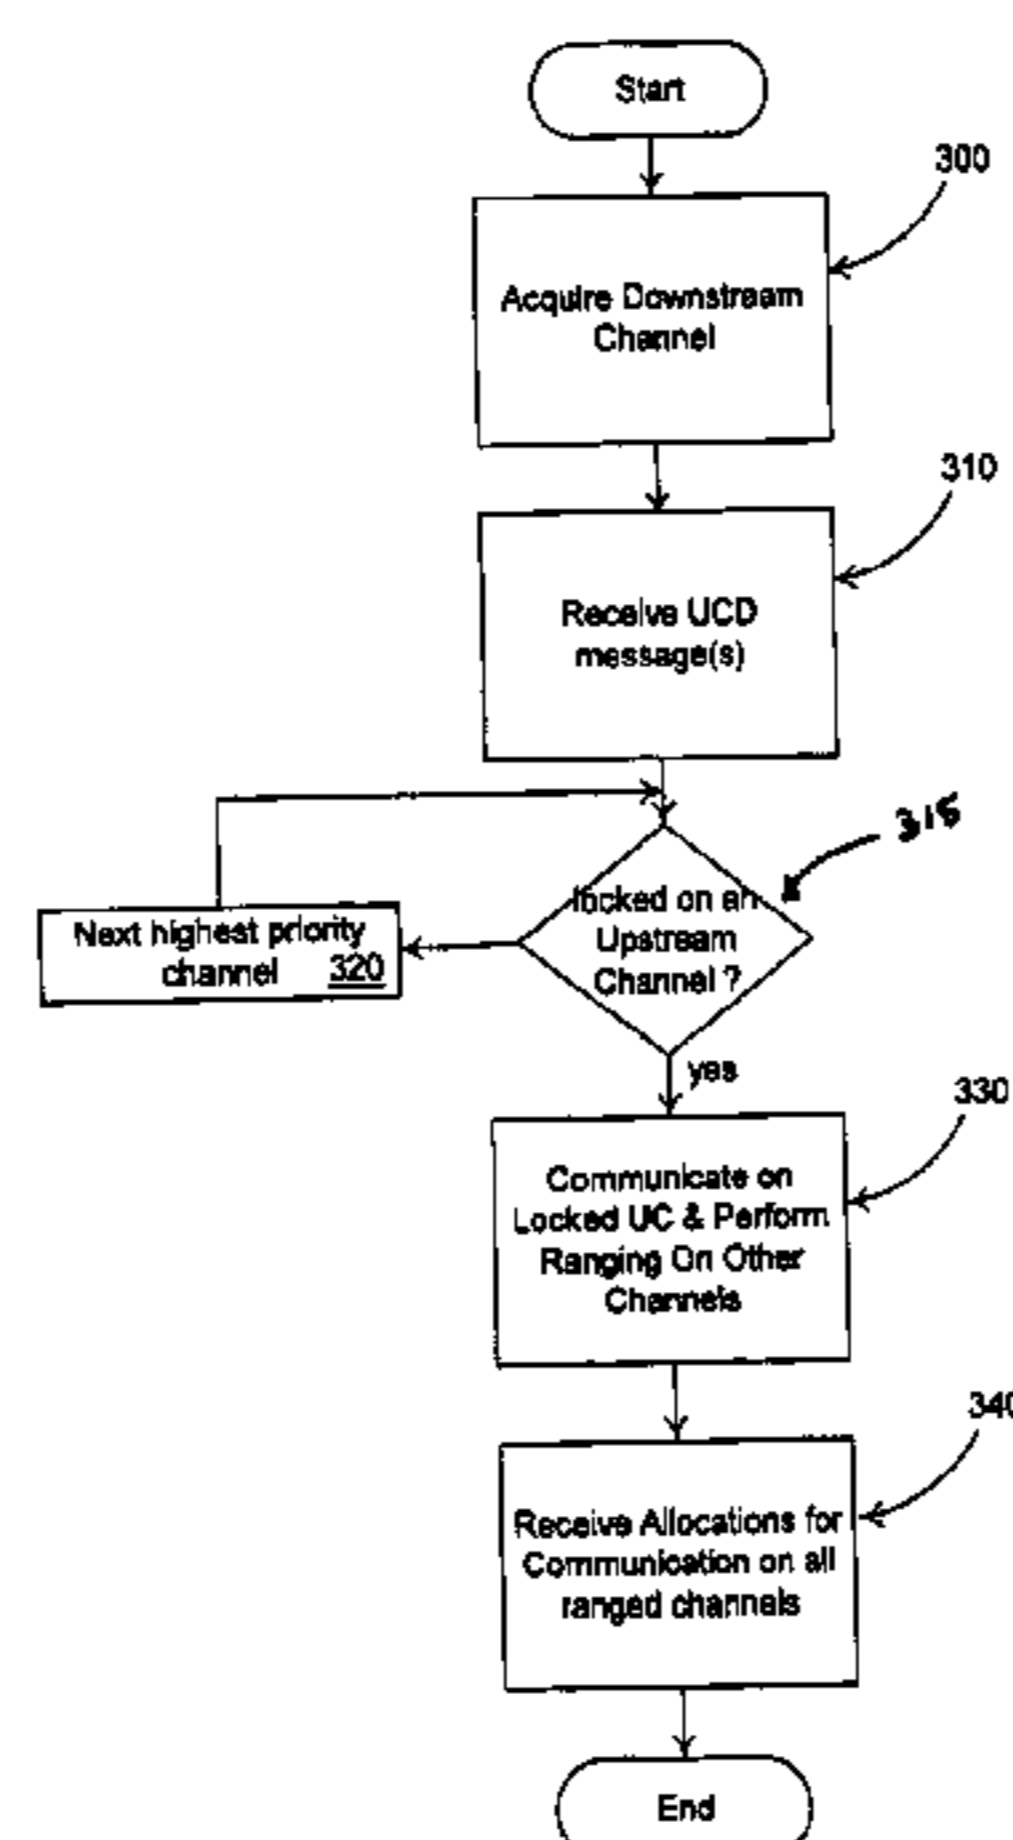 Start
300
Acquire Downstream
Channel
310
Receive UCD
message(s)
315
locked on an
Upstream
Channel ?
Next highest priority
channel 320
yes
330
Communicate on
Locked UC & Perform
Ranging On Other
Channels
340
Receive Allocations for
Communication on all
ranged channels
End